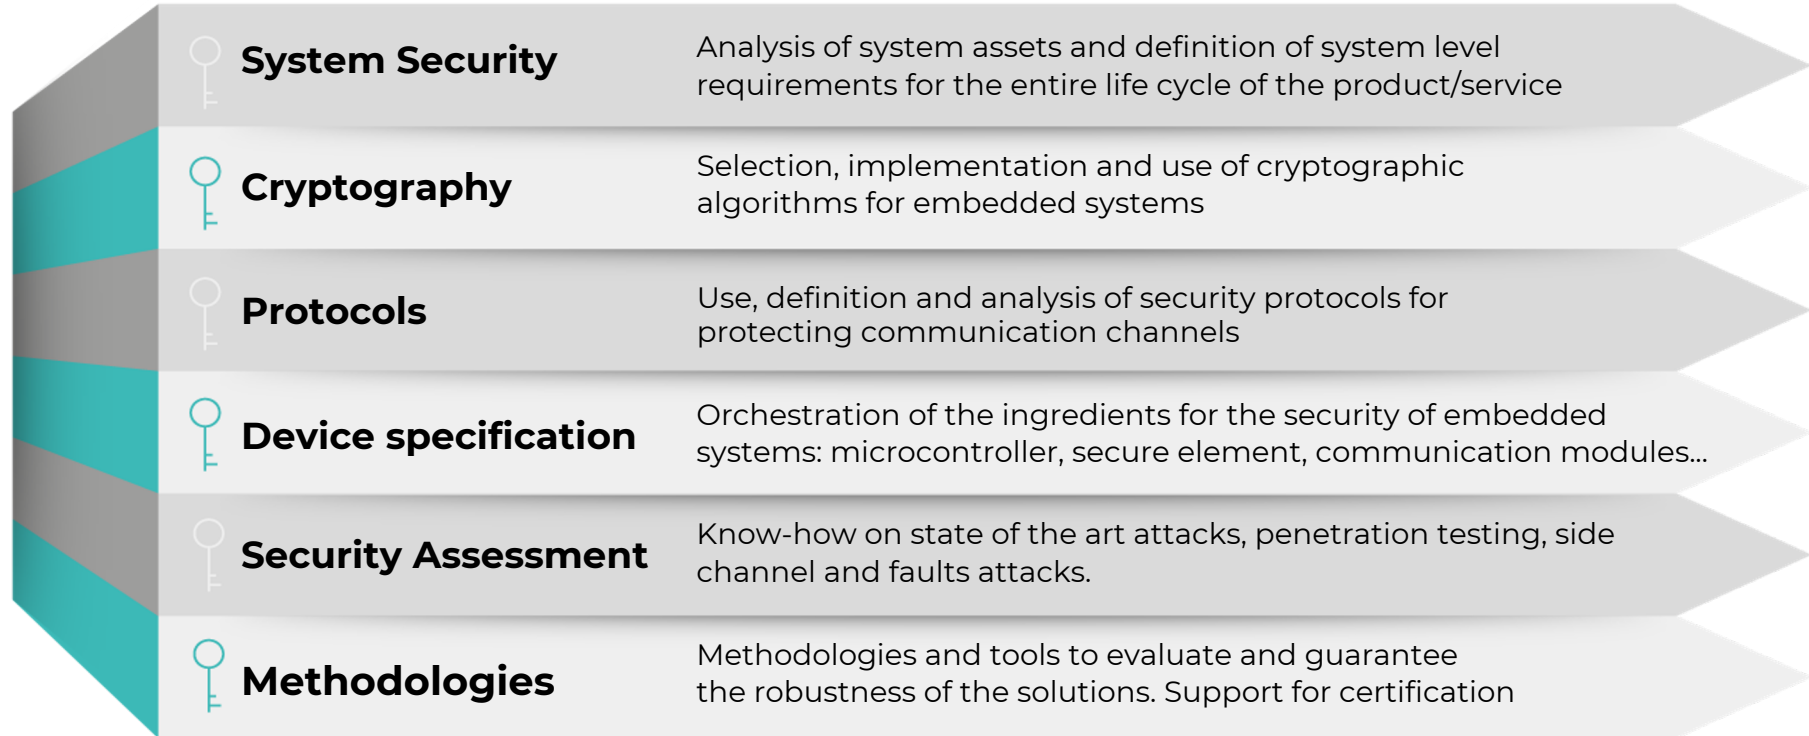 System Security
Analysis of system assets and definition of system level
requirements for the entire life cycle of the product/service
Cryptography
Selection, implementation and use of cryptographic
algorithms for embedded systems
Protocols
Use, definition and analysis of security protocols for
protecting communication channels
Device specification
Orchestration of the ingredients for the security of embedded
systems: microcontroller, secure element, communication modules...
Security Assessment
Know-how on state of the art attacks, penetration testing, side
channel and faults attacks.
Methodologies
Methodologies and tools to evaluate and guarantee
the robustness of the solutions. Support for certification